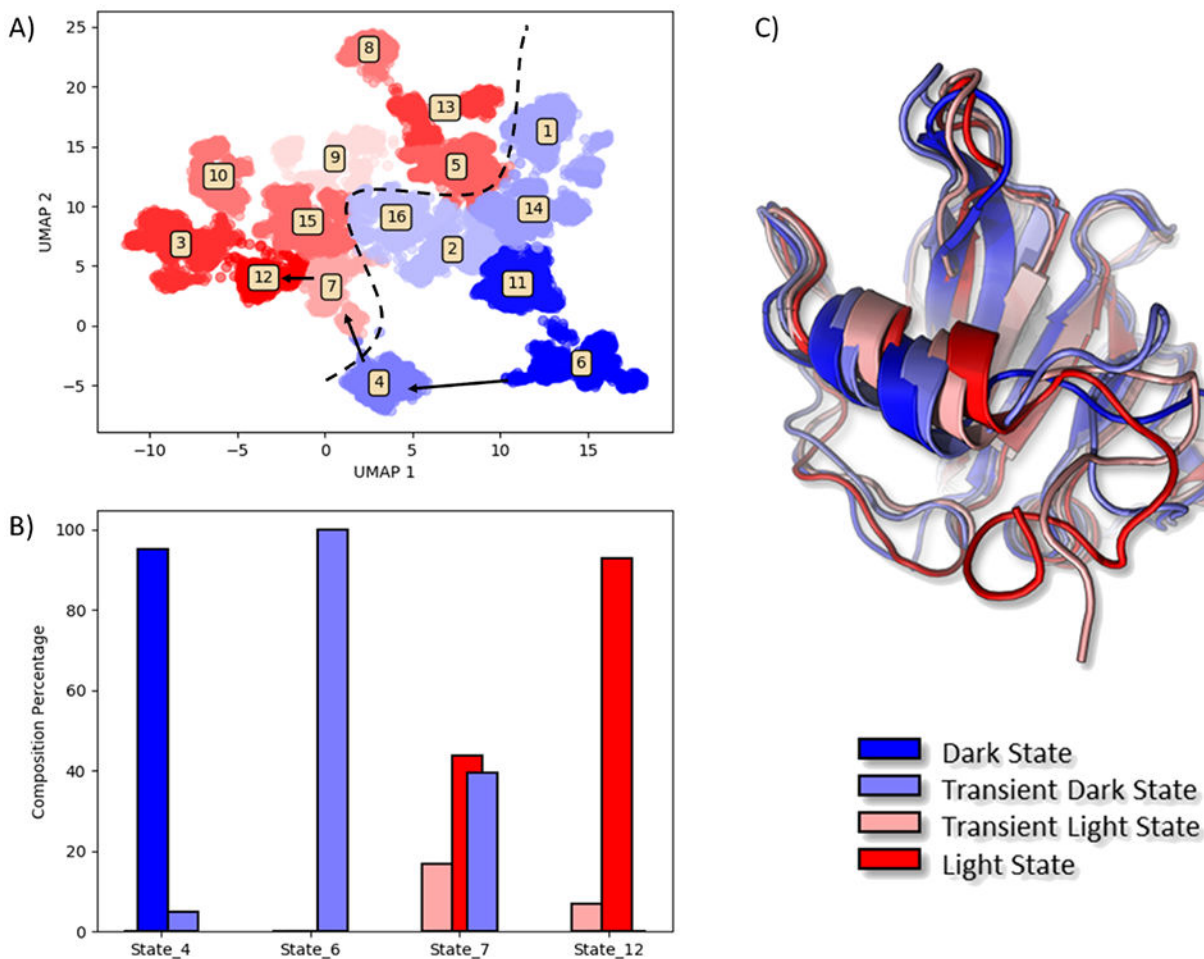 A)
25
20
15
10
5
0
−5
UMAP 2
8
13
1
9
5
10
15
16
14
3
2
12
7
11
4
6
−10
−5
0
5
10
15
UMAP 1
B)
100
80
60
40
20
0
Composition Percentage
State_4
State_6
State_7
State_12
C)
Dark State
Transient Dark State
Transient Light State
Light State